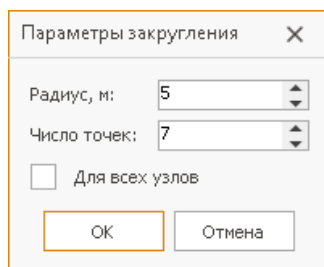 Параметры закругления
Радиус, м: 5
Число точек: 7
Для всех узлов
ОК Отмена